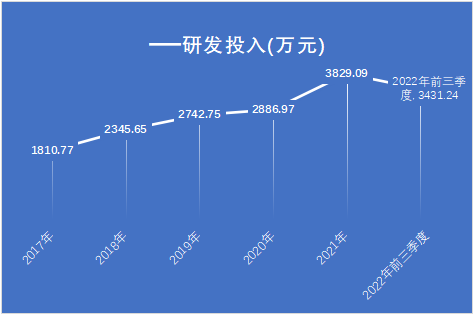 研发投入(万元)
3829.09
2022年前三季
度, 3431.24
2886.97
2742.75
2345.65
1810.77
2017年
2018年
2019年
2020年
2021年
2022年前三季度